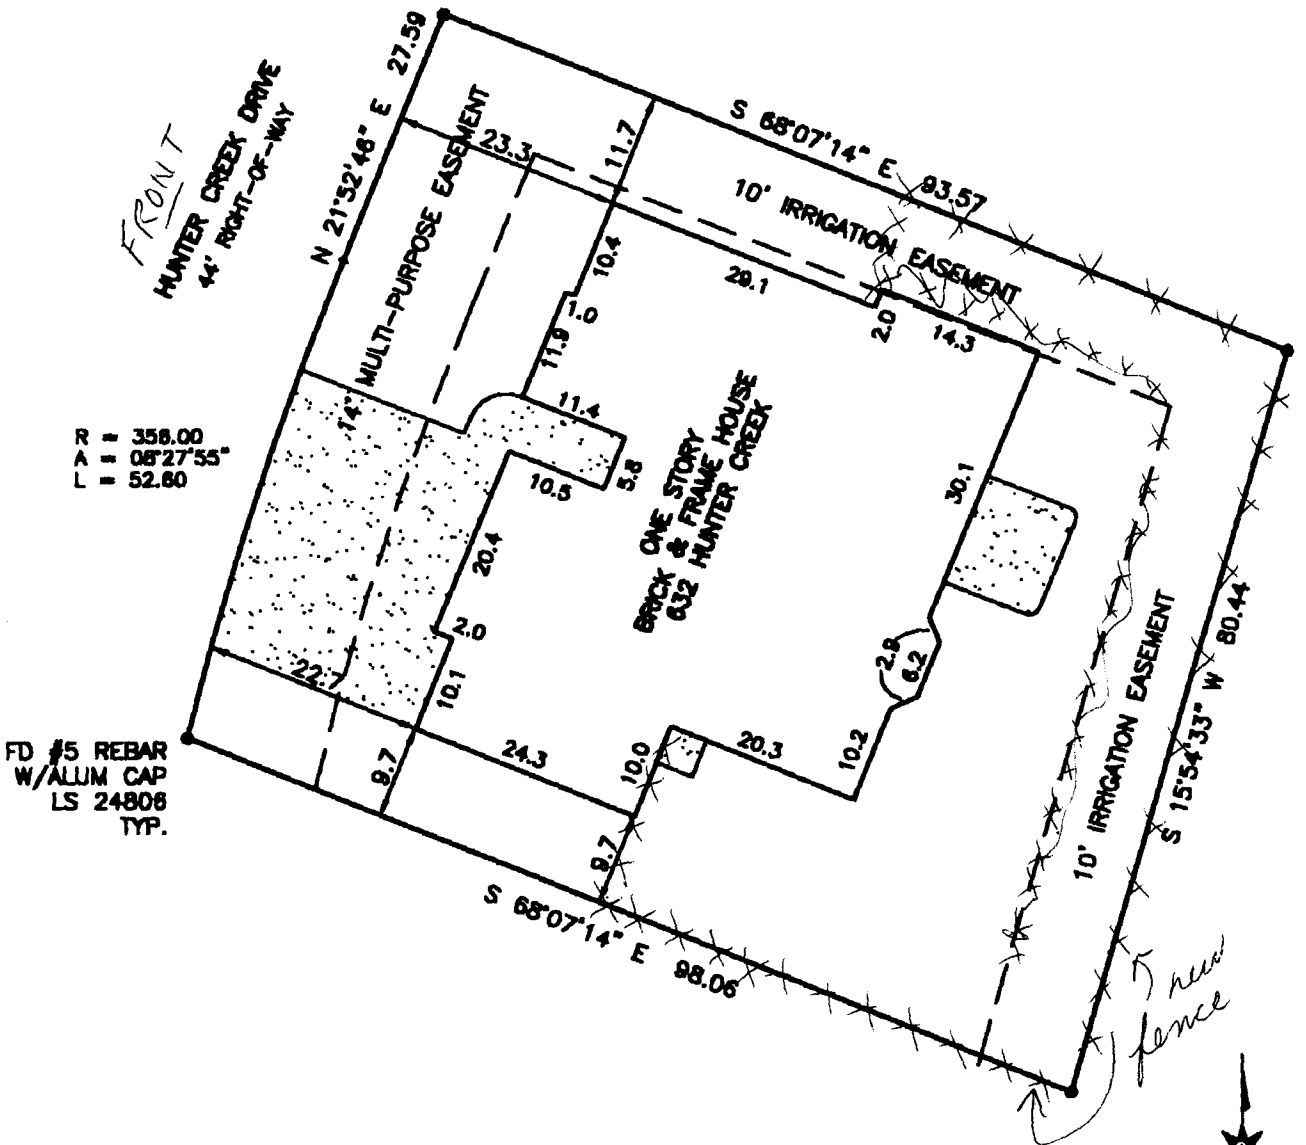 27.59
N 21°52'46" E
FRONT
HUNTER CREEK DRIVE
44' RIGHT-OF-WAY
14' MULTI-PURPOSE EASEMENT
23.3
11.7
S 68°07'14" E 93.57
10' IRRIGATION EASEMENT
10.4
29.1
1.0
2.0
14.3
11.9
11.4
R = 356.00
A = 08°27'55"
L = 52.60
10.5
5.8
BRICK ONE STORY
BRICK & FRAME HOUSE
632 HUNTER CREEK
30.1
20.4
2.0
2.9
6.2
22.7
10.1
S 15°54'33" W 80.44
10' IRRIGATION EASEMENT
FD #5 REBAR
W/ALUM CAP
LS 24806
TYP.
9.7
24.3
10.0
20.3
10.2
9.7
S 68°07'14" E 98.06
new
fence